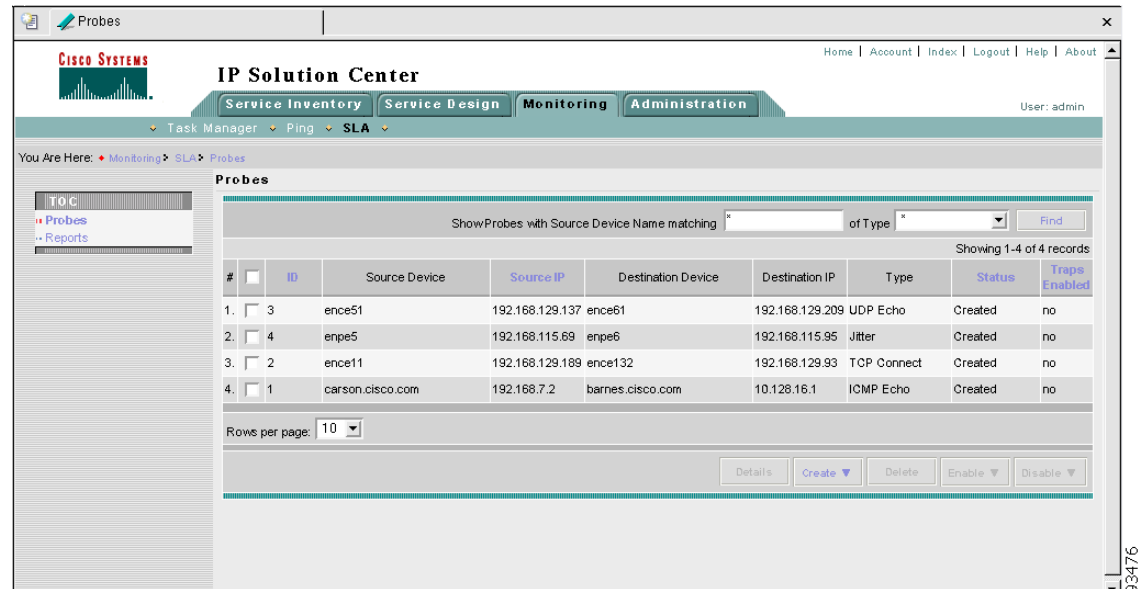 Probes
×
CISCO SYSTEMS
Home | Account | Index | Logout | Help | About
IP Solution Center
Service Inventory Service Design Monitoring Administration
User: admin
Task Manager Ping SLA
You Are Here: Monitoring SLA Probes
Probes
TOC
Probes
Reports
Show Probes with Source Device Name matching * of Type * Find
Showing 1-4 of 4 records
# ID Source Device Source IP Destination Device Destination IP Type Status Traps Enabled
1. 3 ence51 192.168.129.137 ence61 192.168.129.209 UDP Echo Created no
2. 4 enpe5 192.168.115.69 enpe6 192.168.115.95 Jitter Created no
3. 2 ence11 192.168.129.189 ence132 192.168.129.93 TCP Connect Created no
4. 1 carson.cisco.com 192.168.7.2 barnes.cisco.com 10.128.16.1 ICMP Echo Created no
Rows per page: 10
Details Create Delete Enable Disable
93476